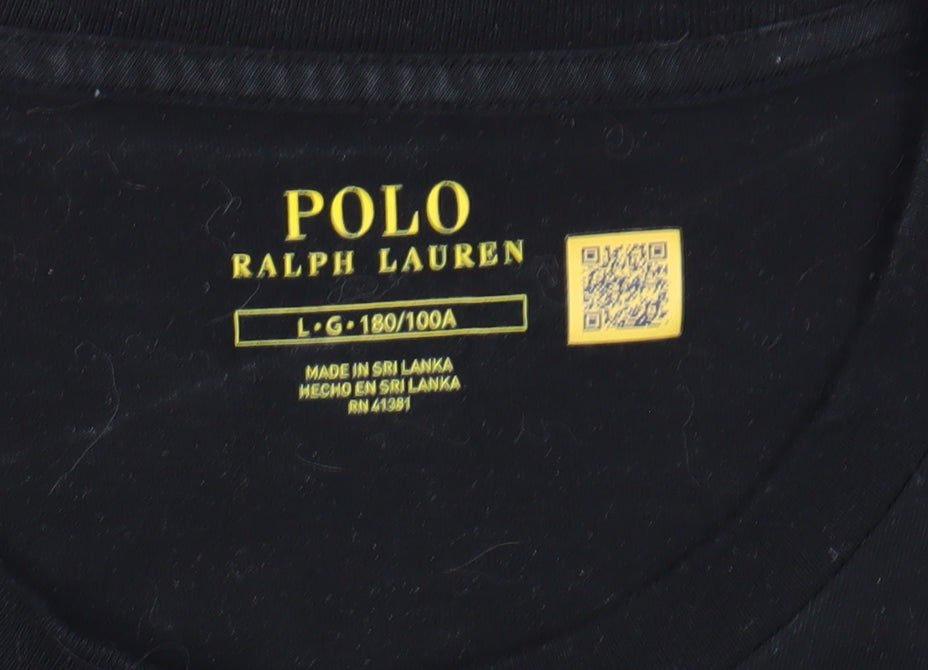 POLO
RALPH LAUREN
L•G•180/100A
MADE IN SRI LANKA
HECHO EN SRI LANKA
RN 41381